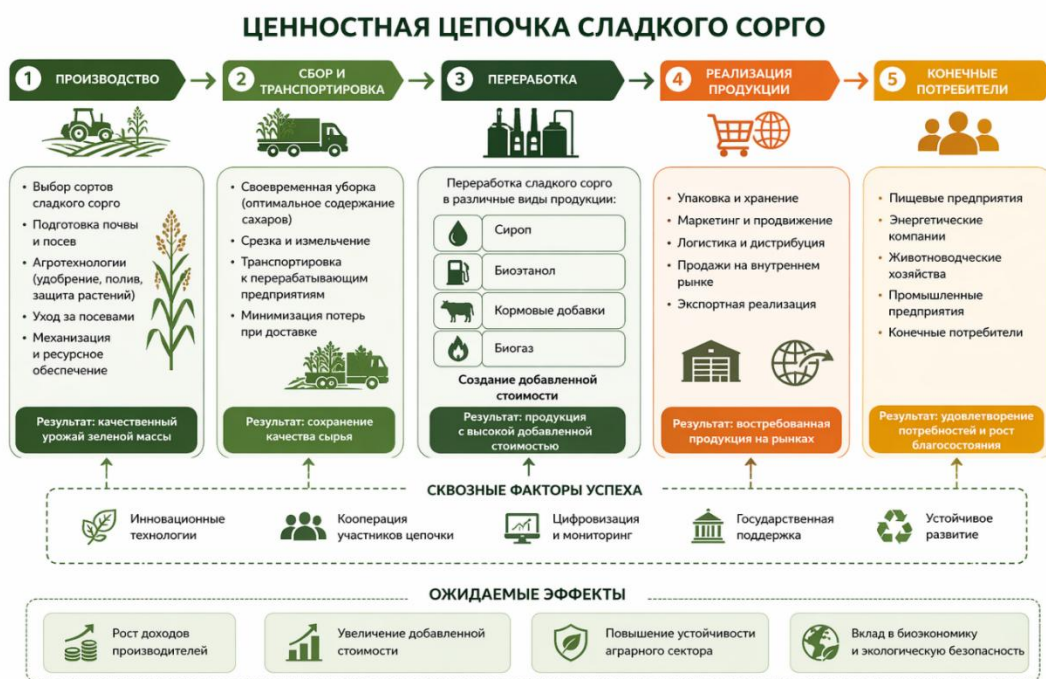 ЦЕННОСТНАЯ ЦЕПОЧКА СЛАДКОГО СОРГО
1 ПРОИЗВОДСТВО
• Выбор сортов
сладкого сорго
• Подготовка почвы
и посев
• Агротехнологии
(удобрение, полив,
защита растений)
• Уход за посевами
• Механизация
и ресурсное
обеспечение
Результат: качественный
урожай зеленой массы
2 СБОР И
ТРАНСПОРТИРОВКА
• Своевременная уборка
(оптимальное содержание
сахаров)
• Срезка и измельчение
• Транспортировка
к перерабатывающим
предприятиям
• Минимизация потерь
при доставке
Результат: сохранение
качества сырья
3 ПЕРЕРАБОТКА
Переработка сладкого сорго
в различные виды продукции:
Сироп
Биоэтанол
Кормовые добавки
Биогаз
Создание добавленной
стоимости
Результат: продукция
с высокой добавленной
стоимостью
4 РЕАЛИЗАЦИЯ
ПРОДУКЦИИ
• Упаковка и хранение
• Маркетинг и продвижение
• Логистика и дистрибуция
• Продажи на внутреннем
рынке
• Экспортная реализация
Результат: востребованная
продукция на рынках
5 КОНЕЧНЫЕ
ПОТРЕБИТЕЛИ
• Пищевые предприятия
• Энергетические
компании
• Животноводческие
хозяйства
• Промышленные
предприятия
• Конечные потребители
Результат: удовлетворение
потребностей и рост
благосостояния
СКВОЗНЫЕ ФАКТОРЫ УСПЕХА
Инновационные
технологии
Кооперация
участников цепочки
Цифровизация
и мониторинг
Государственная
поддержка
Устойчивое
развитие
ОЖИДАЕМЫЕ ЭФФЕКТЫ
Рост доходов
производителей
Увеличение добавленной
стоимости
Повышение устойчивости
аграрного сектора
Вклад в биоэкономику
и экологическую безопасность